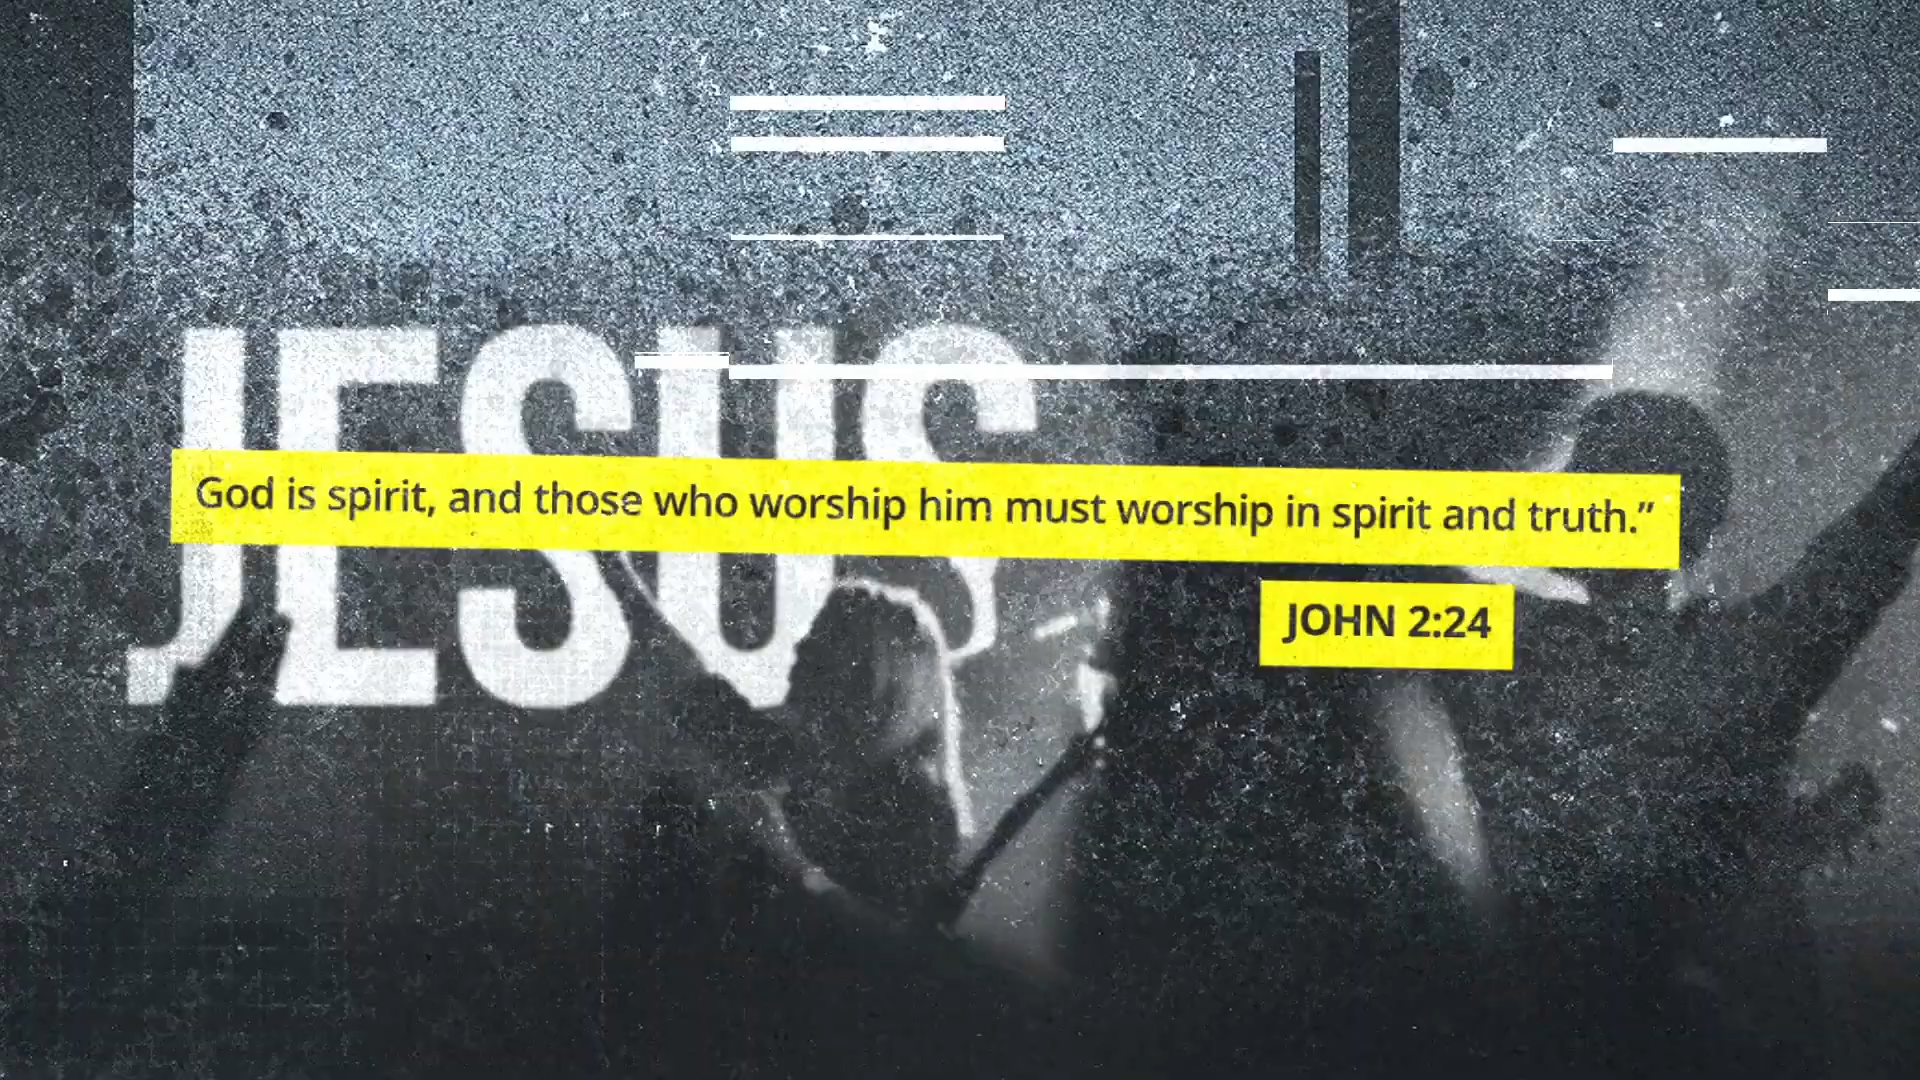 JESUS
God is spirit, and those who worship him must worship in spirit and truth.”
JOHN 2:24